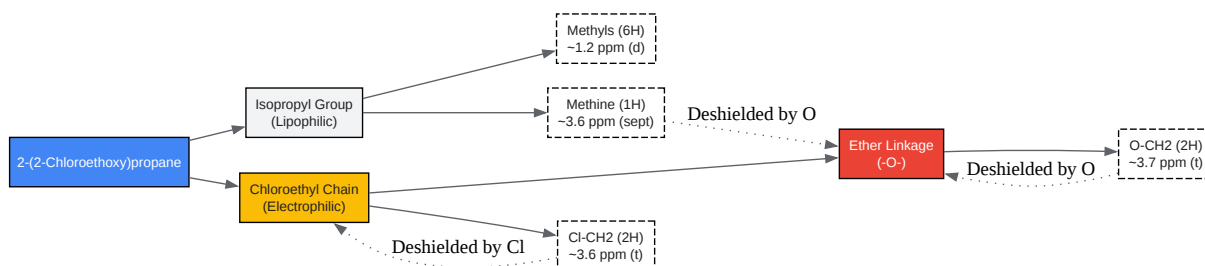 2-(2-Chloroethoxy)propane
Isopropyl Group
(Lipophilic)
Chloroethyl Chain
(Electrophilic)
Methyls (6H)
~1.2 ppm (d)
Methine (1H)
~3.6 ppm (sept)
Deshielded by O
Ether Linkage
(-O-)
O-CH2 (2H)
~3.7 ppm (t)
Deshielded by O
Cl-CH2 (2H)
~3.6 ppm (t)
Deshielded by Cl